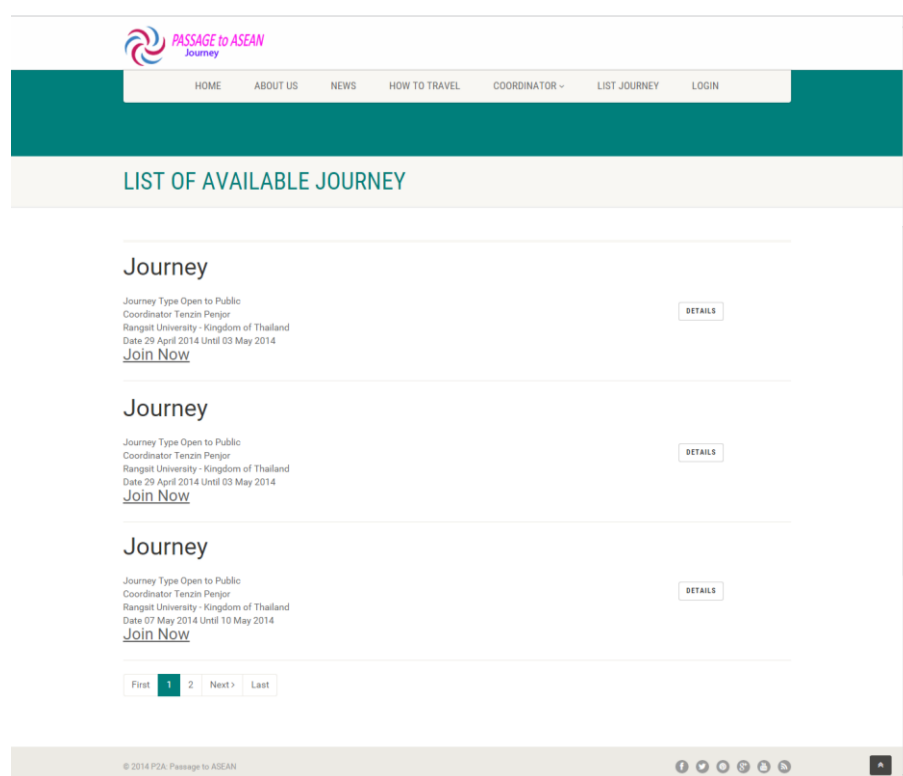 PASSAGE to ASEAN
Journey
HOME ABOUT US NEWS HOW TO TRAVEL COORDINATOR LIST JOURNEY LOGIN
LIST OF AVAILABLE JOURNEY
Journey
Journey Type Open to Public
Coordinator Tenzin Penjor
Rangsit University - Kingdom of Thailand
Date 29 April 2014 Until 03 May 2014
Join Now
DETAILS
Journey
Journey Type Open to Public
Coordinator Tenzin Penjor
Rangsit University - Kingdom of Thailand
Date 29 April 2014 Until 03 May 2014
Join Now
DETAILS
Journey
Journey Type Open to Public
Coordinator Tenzin Penjor
Rangsit University - Kingdom of Thailand
Date 07 May 2014 Until 10 May 2014
Join Now
DETAILS
First 1 2 Next > Last
© 2014 P2A: Passage to ASEAN